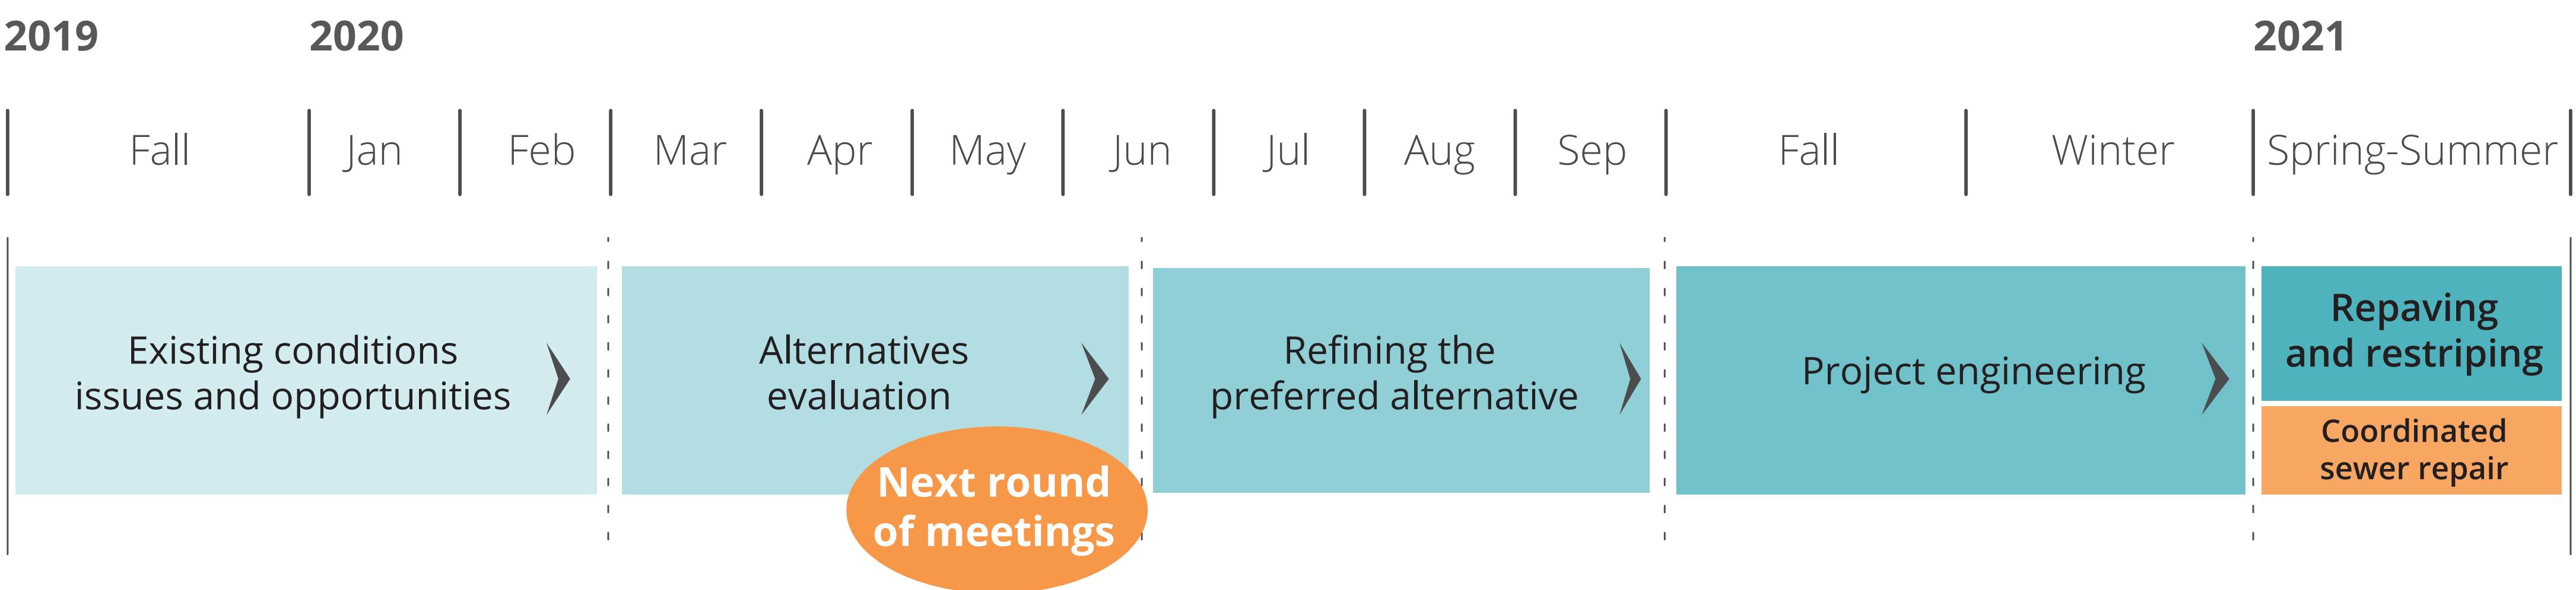 2019 2020 2021
Fall Jan Feb Mar Apr May Jun Jul Aug Sep Fall Winter Spring-Summer
Existing conditions
issues and opportunities
Alternatives
evaluation
Next round
of meetings
Refining the
preferred alternative
Project engineering
Repaving
and restriping
Coordinated
sewer repair